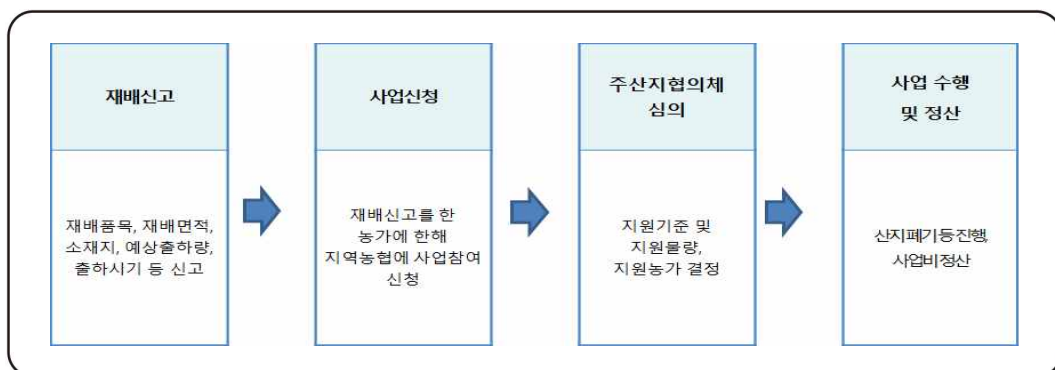 재배신고
재배품목, 재배면적,
소재지, 예상출하량,
출하시기 등 신고
사업신청
재배신고를 한
농가에 한해
지역농협에 사업참여
신청
주산지협의체
심의
지원기준 및
지원물량,
지원농가 결정
사업 수행
및 정산
산지폐기등진행,
사업비정산